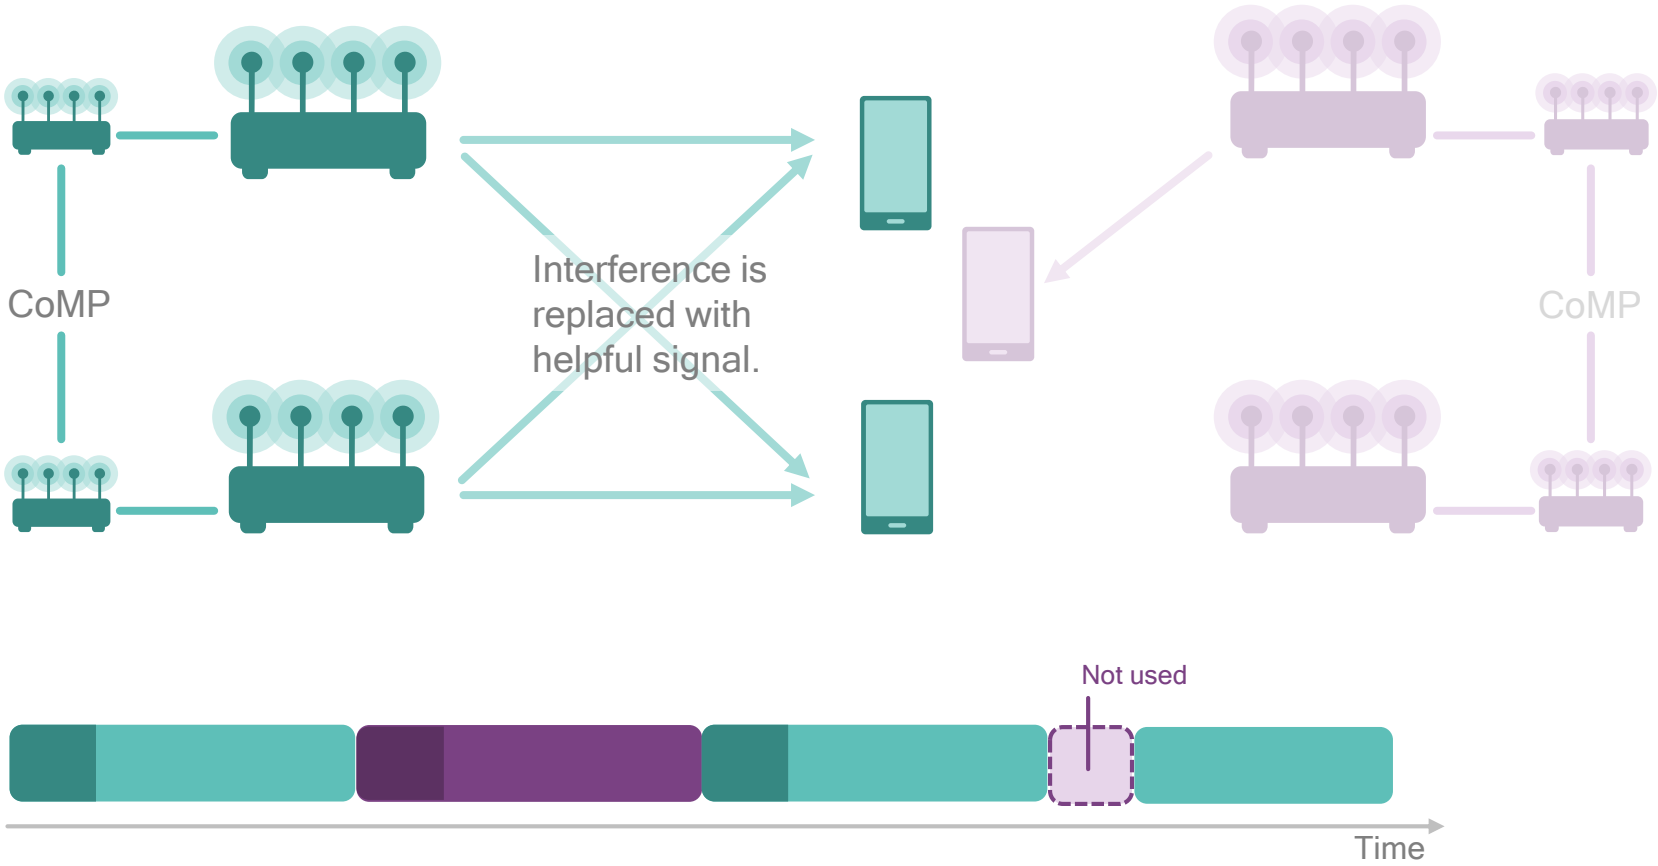 CoMP
Interference is
replaced with
helpful signal.
CoMP
Not used
Time